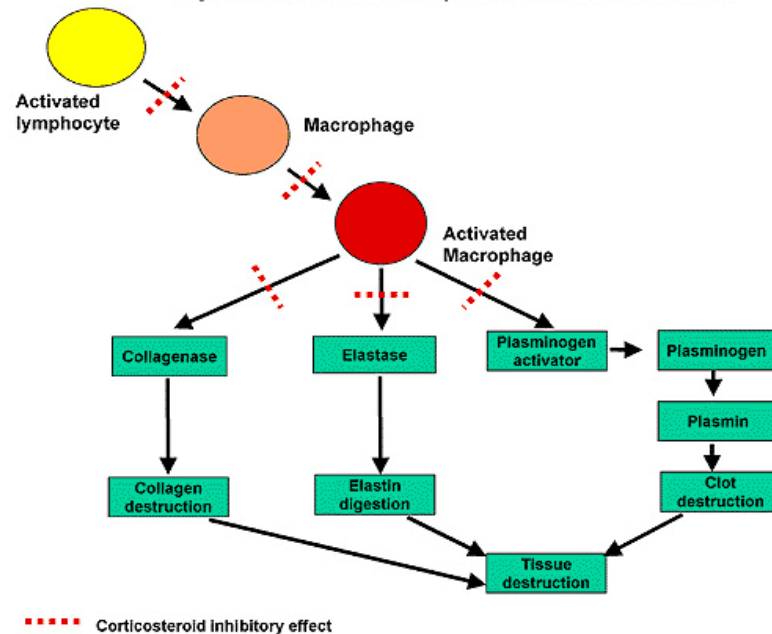 Activated
lymphocyte
Macrophage
Activated
Macrophage
Collagenase
Elastase
Plasminogen
activator
Plasminogen
Plasmin
Collagen
destruction
Elastin
digestion
Clot
destruction
Tissue
destruction
Corticosteroid inhibitory effect